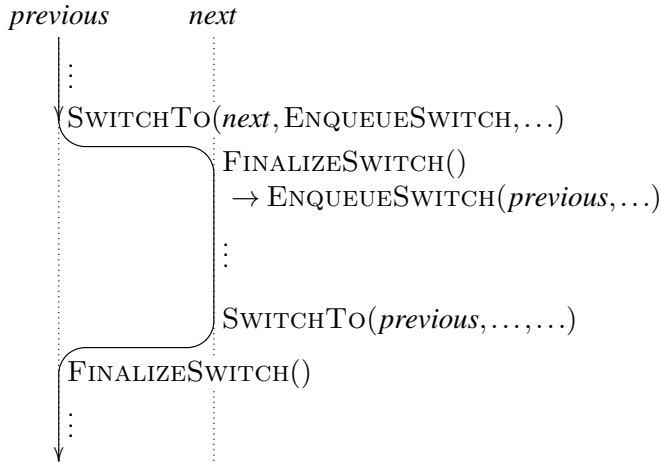 previous next
⋮
SWITCHTO(next, ENQUEUESWITCH, …)
FINALIZESWITCH()
→ ENQUEUESWITCH(previous, …)
⋮
SWITCHTO(previous, …, …)
FINALIZESWITCH()
⋮